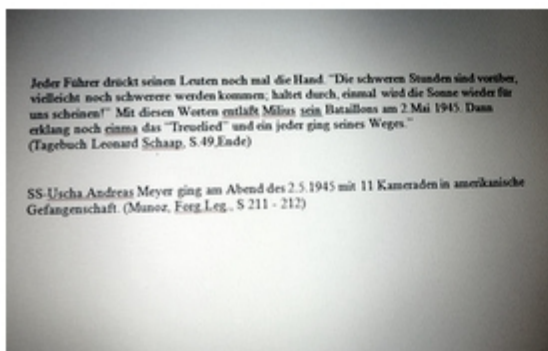 Jeder Führer drückt seinen Leuten noch mal die Hand. "Die schweren Stunden sind vorüber,
vielleicht noch schwerere werden kommen; haltet durch, einmal wird die Sonne wieder für
uns scheinen!" Mit diesen Worten entläßt Milius sein Bataillons am 2.Mai 1945. Dann
erklang noch einma das "Treuelied" und ein jeder ging seines Weges."
(Tagebuch Leonard Schaap, S.49,Ende)
SS-Uscha Andreas Meyer ging am Abend des 2.5.1945 mit 11 Kameraden in amerikanische
Gefangenschaft. (Munoz, Forg.Leg., S 211 - 212)